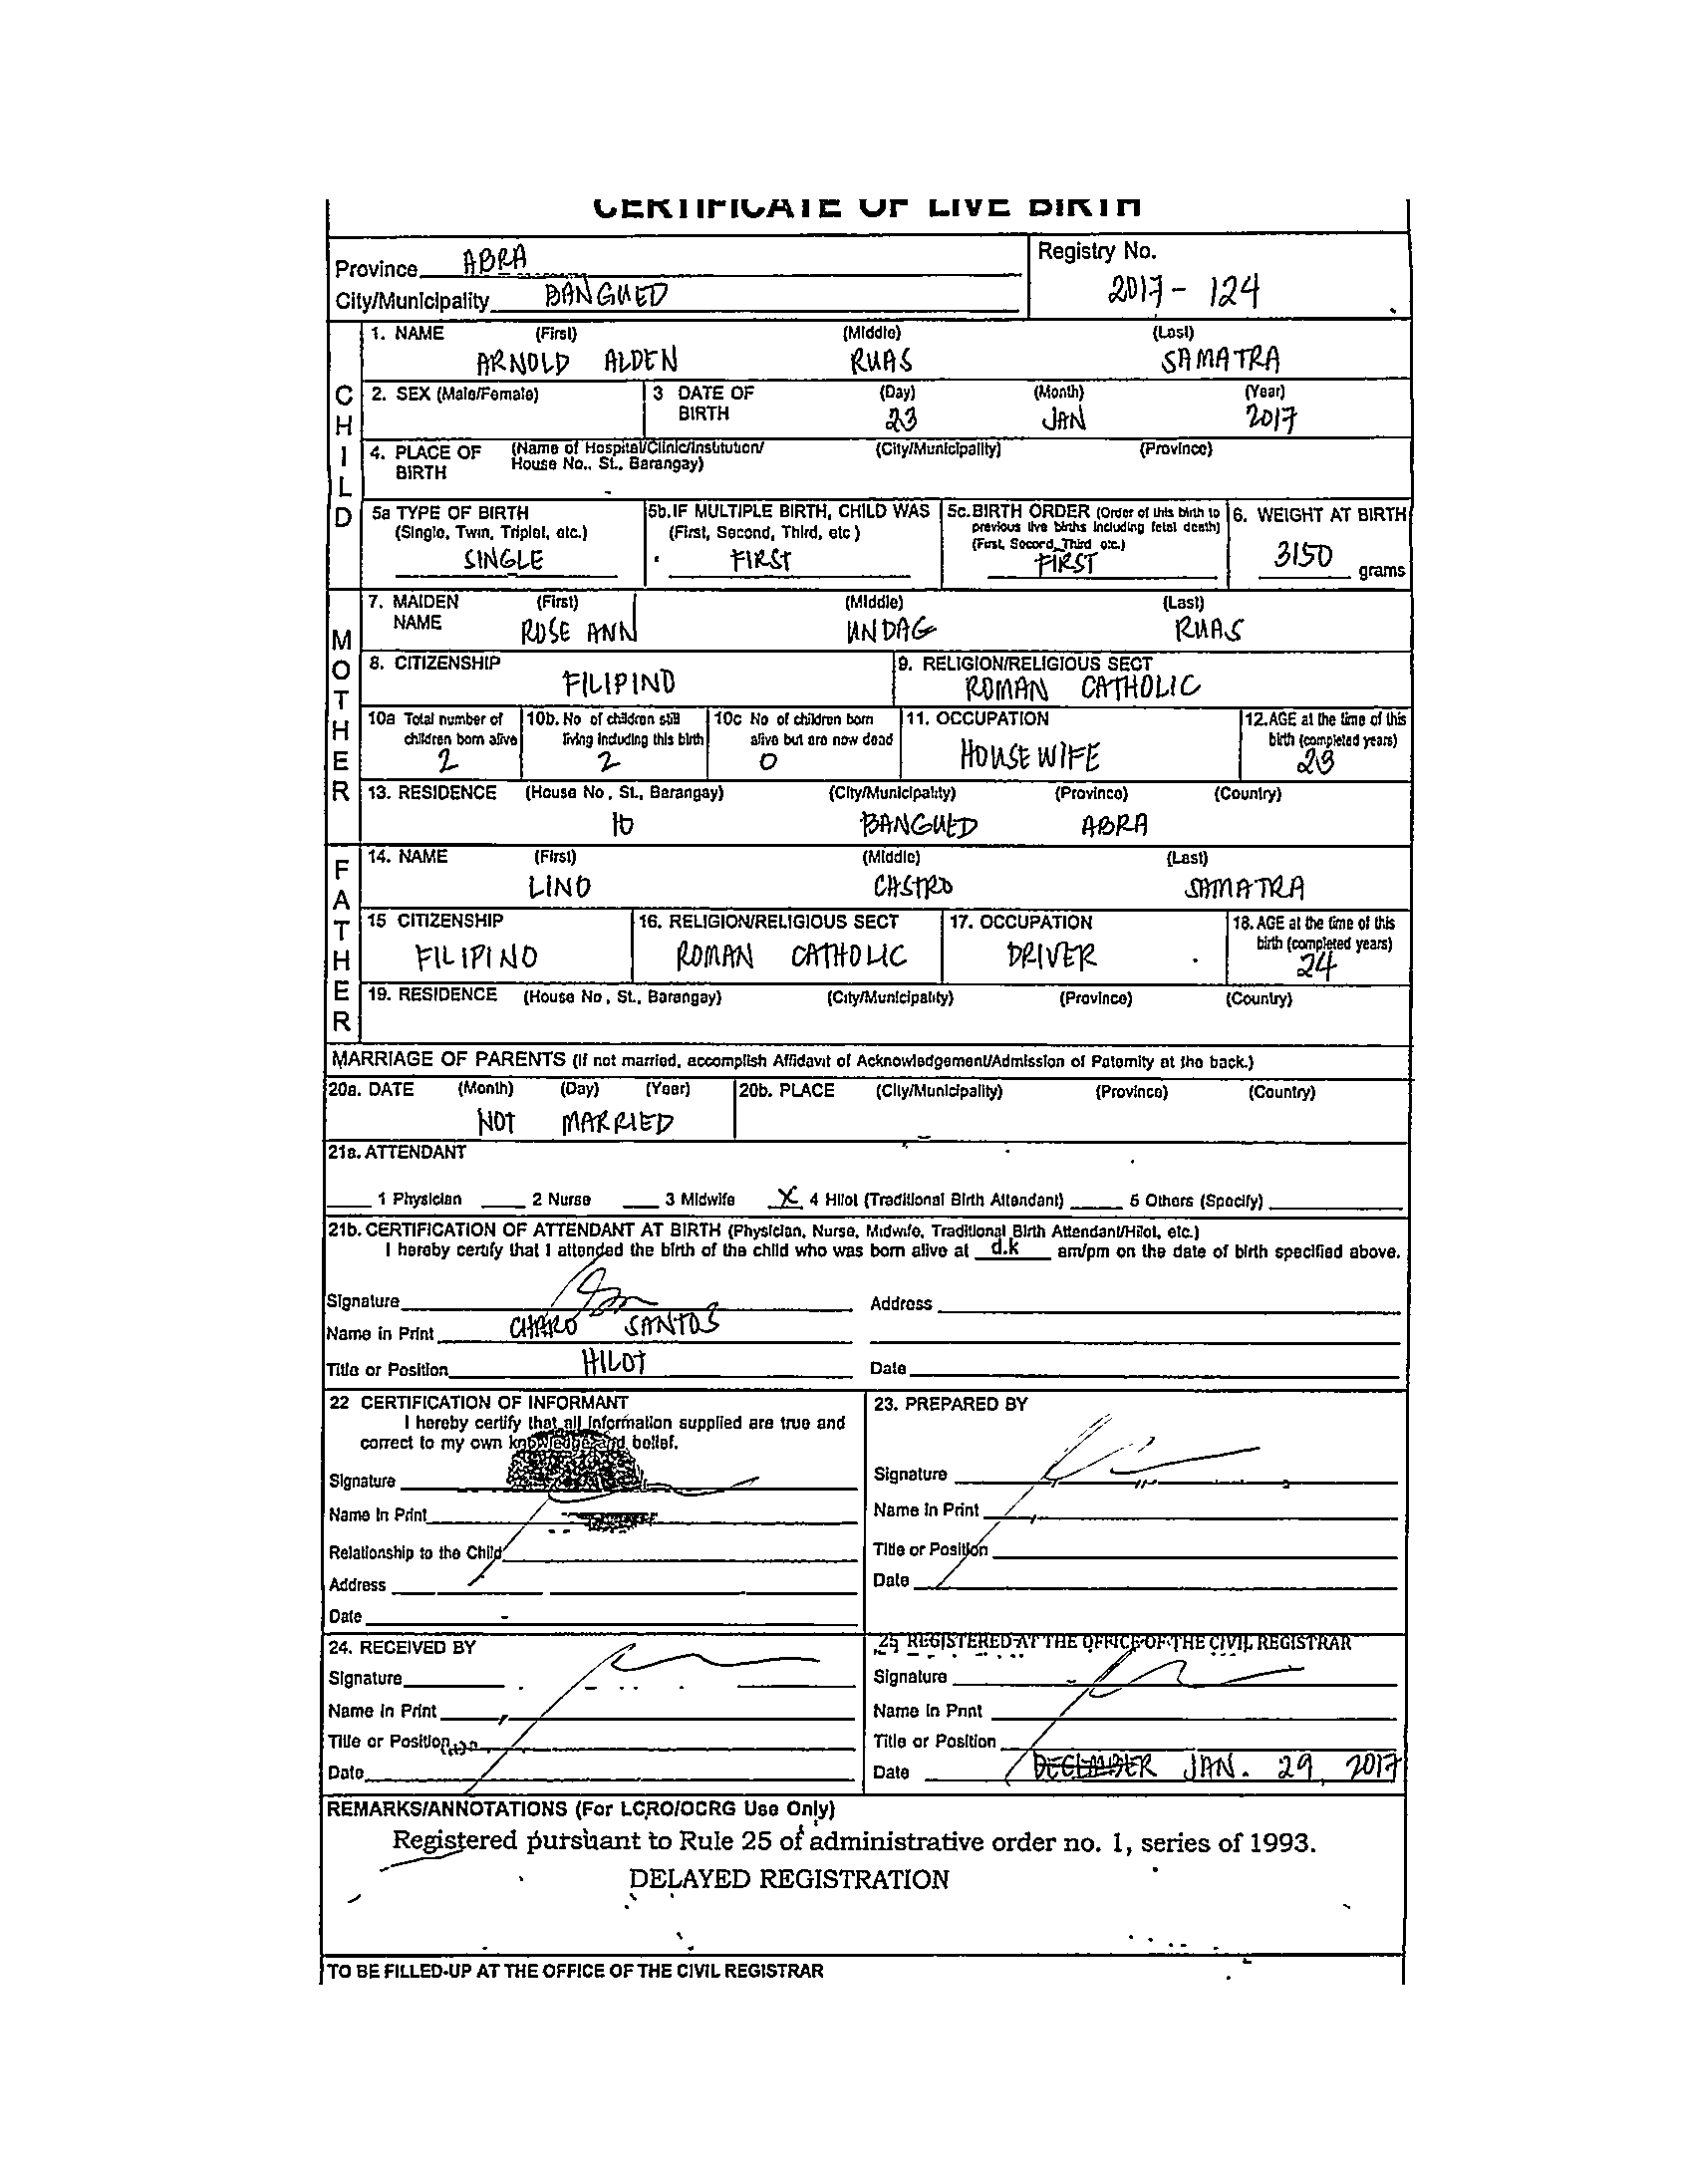 CERTIFICATE OF LIVE BIRTH
Province ABRA
Registry No.
City/Municipality BANGUED
2017 - 124
CHILD
1. NAME (First) (Middle) (Last)
ARNOLD ALDEN RUAS SAMATRA
2. SEX (Male/Female) 3 DATE OF BIRTH (Day) (Month) (Year)
23 JAN 2017
4. PLACE OF BIRTH (Name of Hospital/Clinic/Institution/ House No., St., Barangay) (City/Municipality) (Province)
5a TYPE OF BIRTH (Single, Twin, Triplet, etc.)
SINGLE
5b. IF MULTIPLE BIRTH, CHILD WAS (First, Second, Third, etc)
FIRST
5c. BIRTH ORDER (Order of this birth to previous live births including fetal death) (First, Second, Third etc.)
FIRST
6. WEIGHT AT BIRTH
3150 grams
MOTHER
7. MAIDEN NAME (First) (Middle) (Last)
ROSE ANN UNDAG RUAS
8. CITIZENSHIP
FILIPINO
9. RELIGION/RELIGIOUS SECT
ROMAN CATHOLIC
10a Total number of children born alive
2
10b. No of children still living including this birth
2
10c No of children born alive but are now dead
0
11. OCCUPATION
HOUSEWIFE
12. AGE at the time of this birth (completed years)
23
13. RESIDENCE (House No, St., Barangay) (City/Municipality) (Province) (Country)
10 BANGUED ABRA
FATHER
14. NAME (First) (Middle) (Last)
LINO CASTRO SAMATRA
15 CITIZENSHIP
FILIPINO
16. RELIGION/RELIGIOUS SECT
ROMAN CATHOLIC
17. OCCUPATION
DRIVER
18. AGE at the time of this birth (completed years)
24
19. RESIDENCE (House No, St., Barangay) (City/Municipality) (Province) (Country)
MARRIAGE OF PARENTS (If not married, accomplish Affidavit of Acknowledgement/Admission of Paternity at the back.)
20a. DATE (Month) (Day) (Year) 20b. PLACE (City/Municipality) (Province) (Country)
NOT MARRIED
21a. ATTENDANT
1 Physician 2 Nurse 3 Midwife X 4 Hilot (Traditional Birth Attendant) 5 Others (Specify)
21b. CERTIFICATION OF ATTENDANT AT BIRTH (Physician, Nurse, Midwife, Traditional Birth Attendant/Hilot, etc.)
I hereby certify that I attended the birth of the child who was born alive at d.k am/pm on the date of birth specified above.
Signature Address
Name in Print CHARO SANTOS
Title or Position HILOT Date
22 CERTIFICATION OF INFORMANT
I hereby certify that all information supplied are true and
correct to my own knowledge and belief.
Signature
Name in Print
Relationship to the Child
Address
Date
23. PREPARED BY
Signature
Name in Print
Title or Position
Date
24. RECEIVED BY
Signature
Name in Print
Title or Position
Date
25 REGISTERED AT THE OFFICE OF THE CIVIL REGISTRAR
Signature
Name in Print
Title or Position
Date DECEMBER JAN. 29, 2017
REMARKS/ANNOTATIONS (For LCRO/OCRG Use Only)
Registered pursuant to Rule 25 of administrative order no. 1, series of 1993.
DELAYED REGISTRATION
TO BE FILLED-UP AT THE OFFICE OF THE CIVIL REGISTRAR